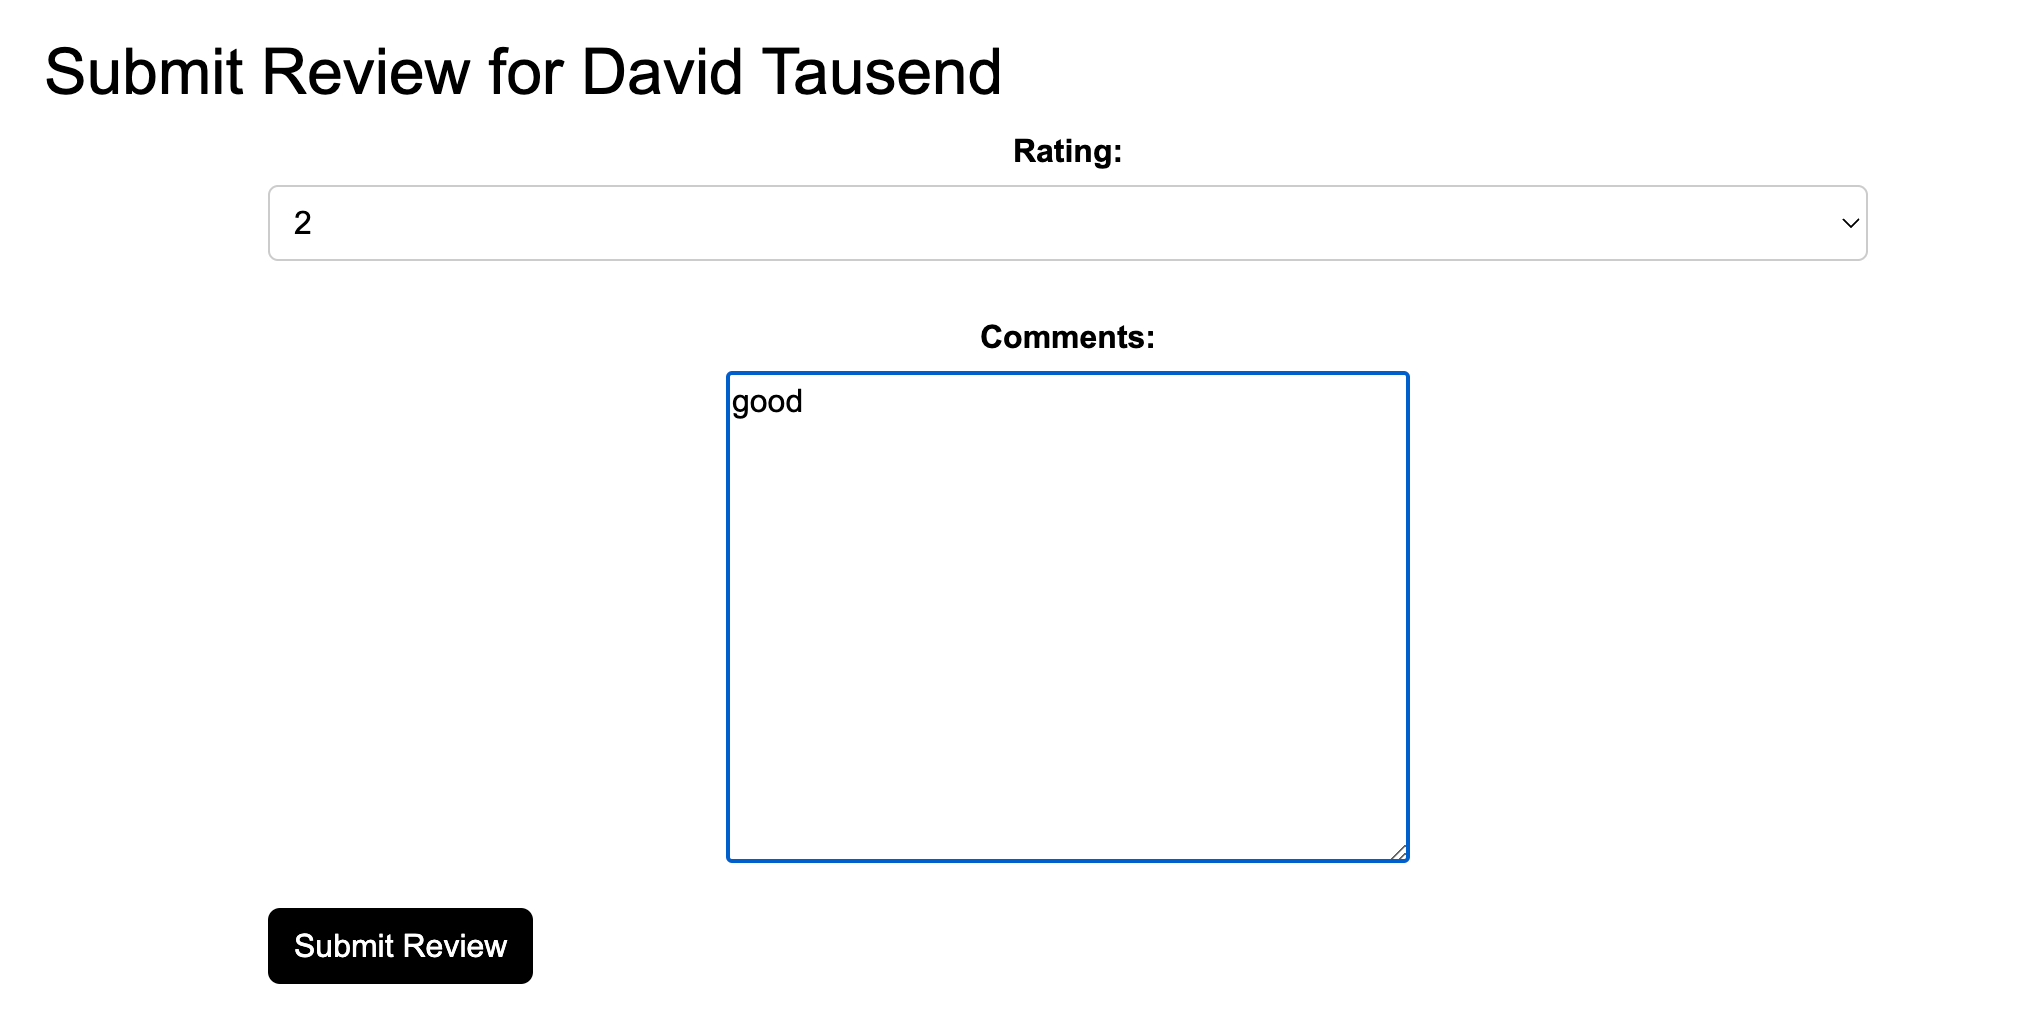 Submit Review for David Tausend
Rating:
2
Comments:
good
Submit Review